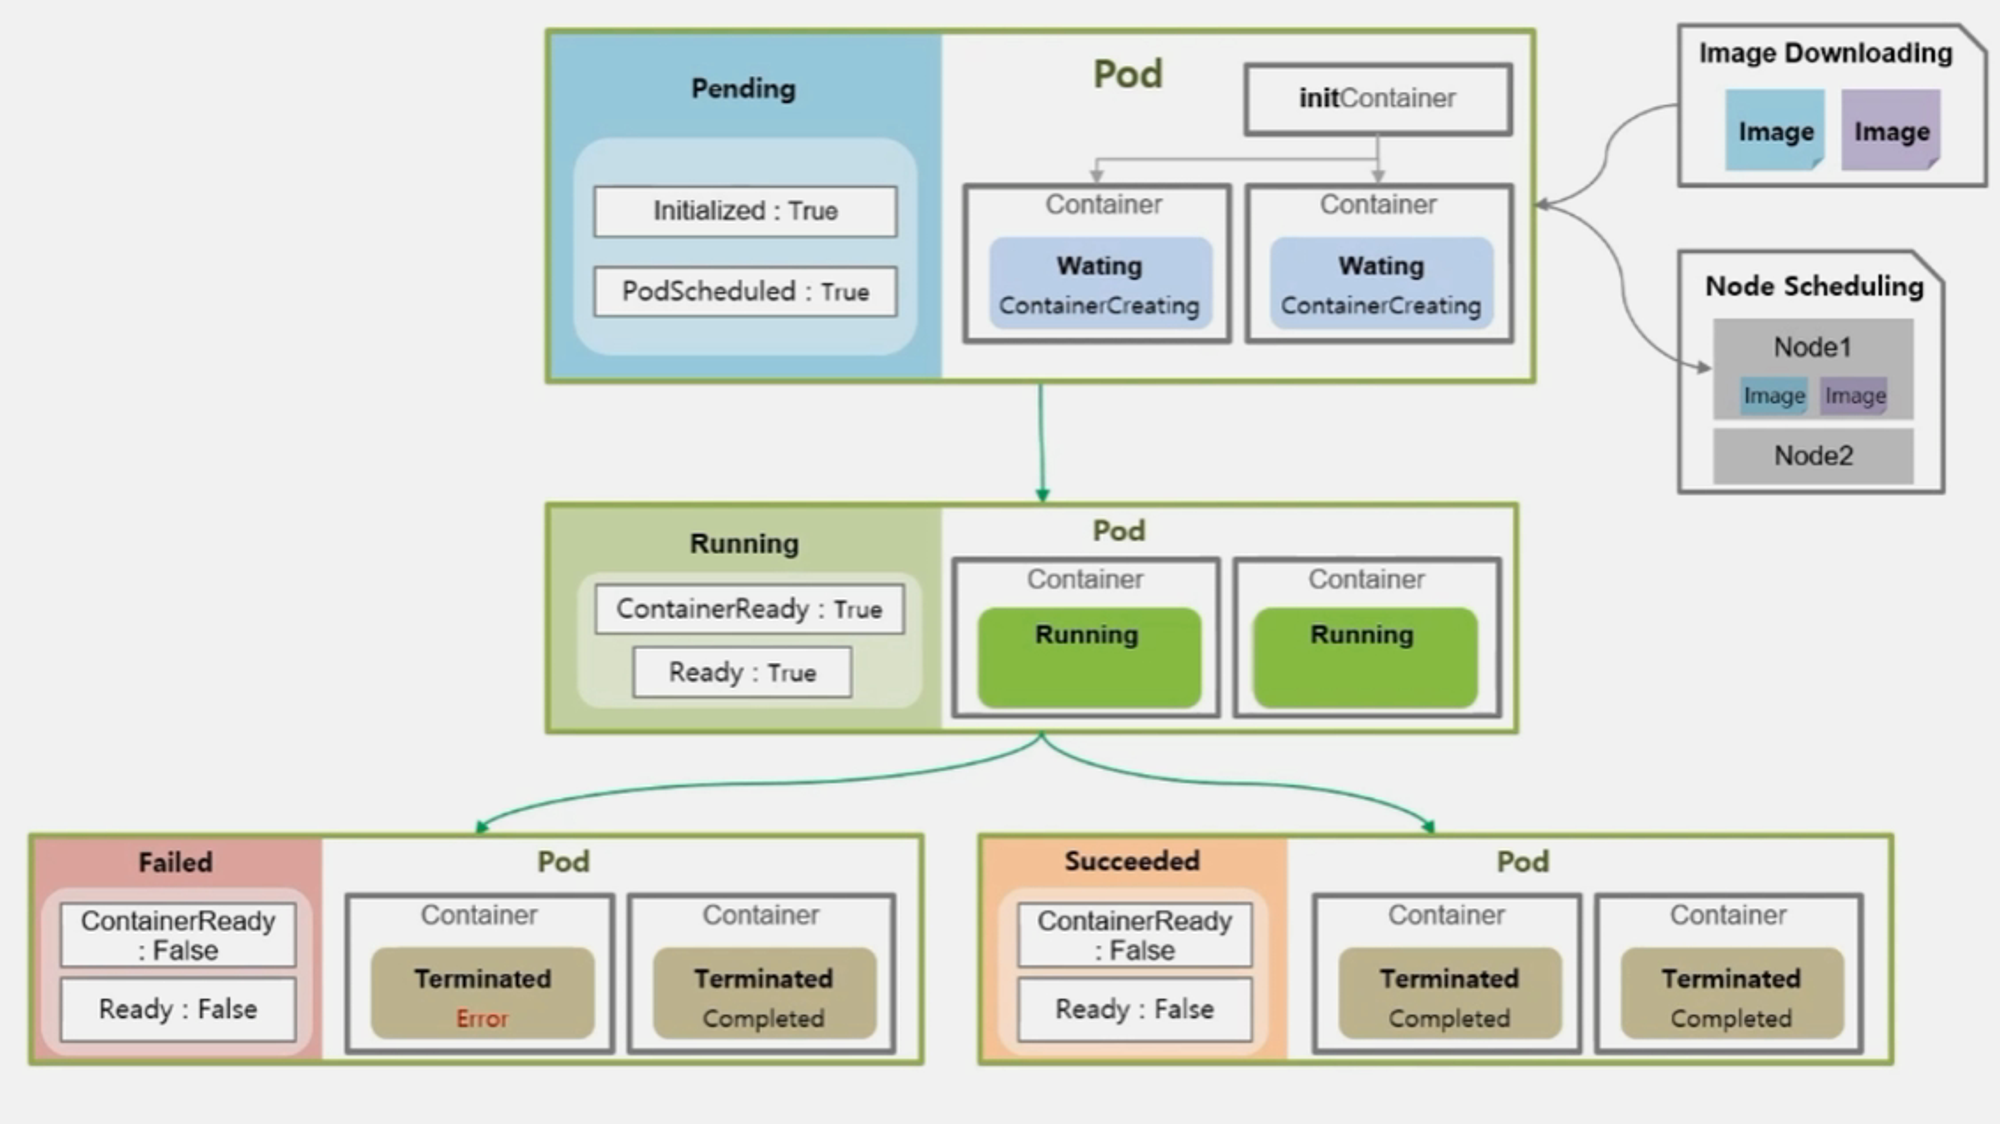 Pending
Initialized : True
PodScheduled : True
Pod
initContainer
Container
Wating
ContainerCreating
Container
Wating
ContainerCreating
Image Downloading
Image Image
Node Scheduling
Node1
Image Image
Node2
Running
ContainerReady : True
Ready : True
Pod
Container
Running
Container
Running
Failed
ContainerReady
: False
Ready : False
Pod
Container
Terminated
Error
Container
Terminated
Completed
Succeeded
ContainerReady
: False
Ready : False
Pod
Container
Terminated
Completed
Container
Terminated
Completed